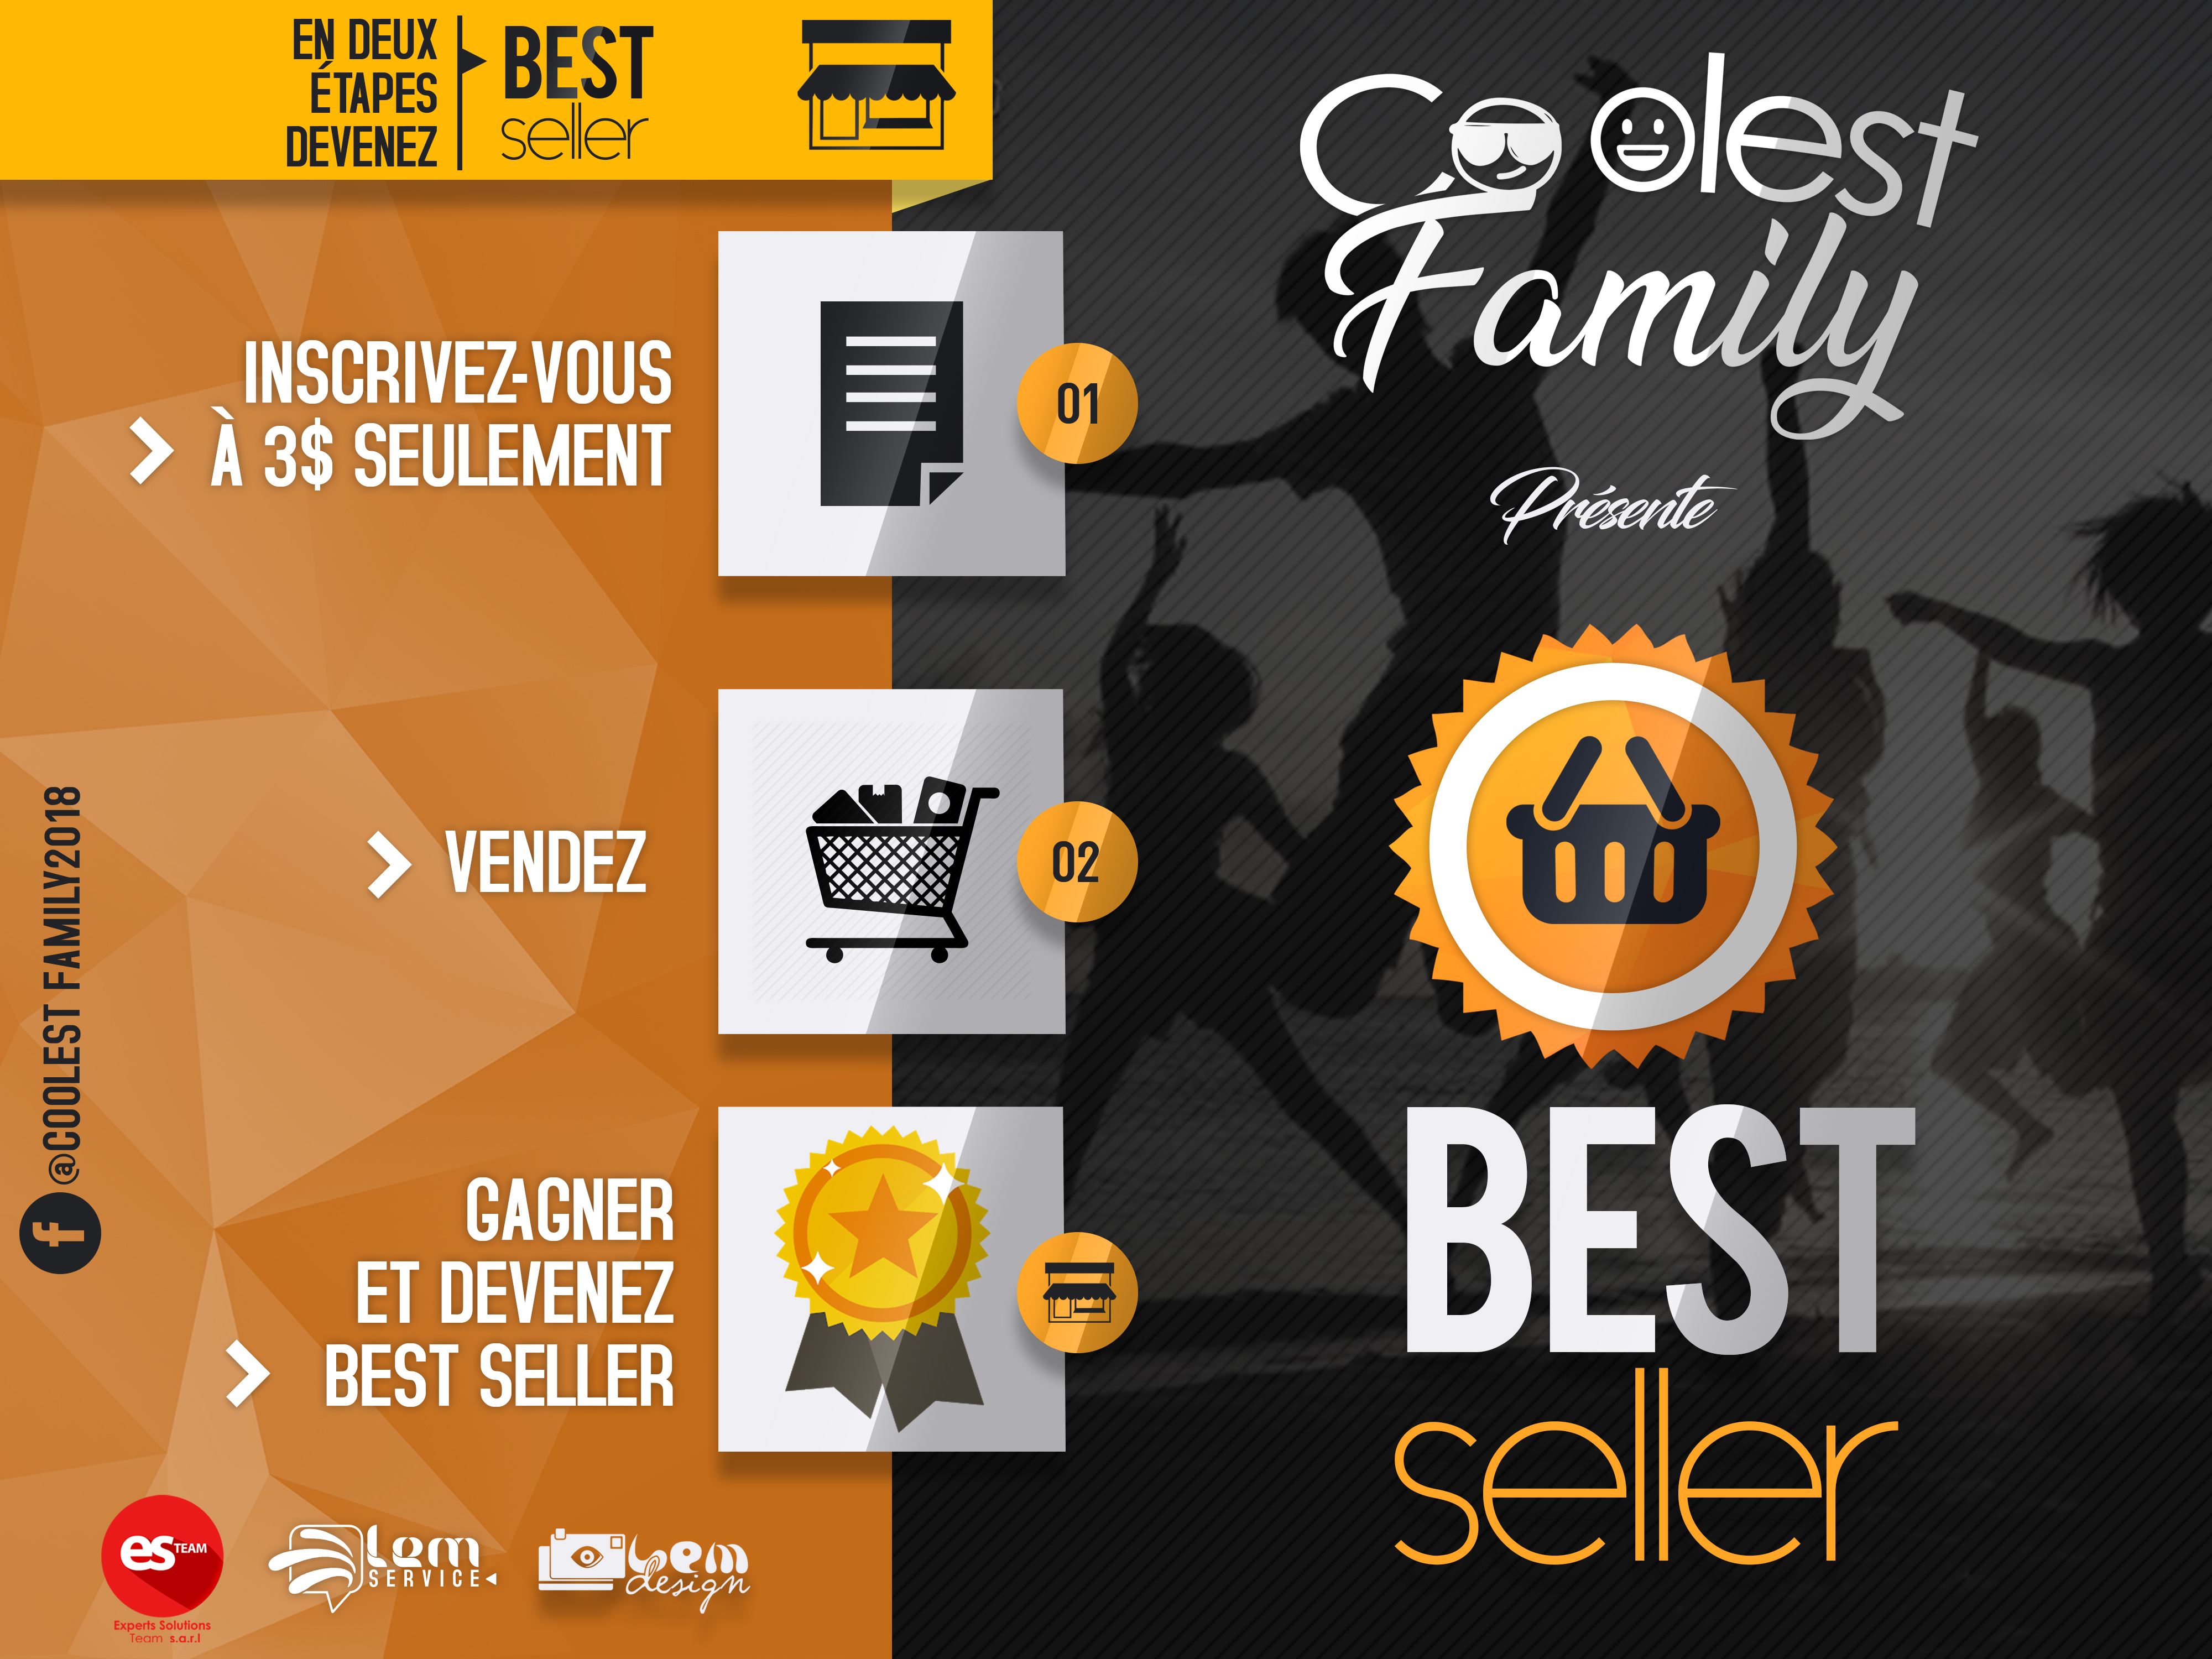 EN DEUX
ÉTAPES
DEVENEZ
BEST
seller
INSCRIVEZ-VOUS
À 3$ SEULEMENT
01
VENDEZ
02
GAGNER
ET DEVENEZ
BEST SELLER
@COOLEST FAMILY2018
f
es TEAM
Experts Solutions
Team s.a.r.l
Lem
SERVICE
Lem
design
Coolest
Family
Présente
BEST
seller